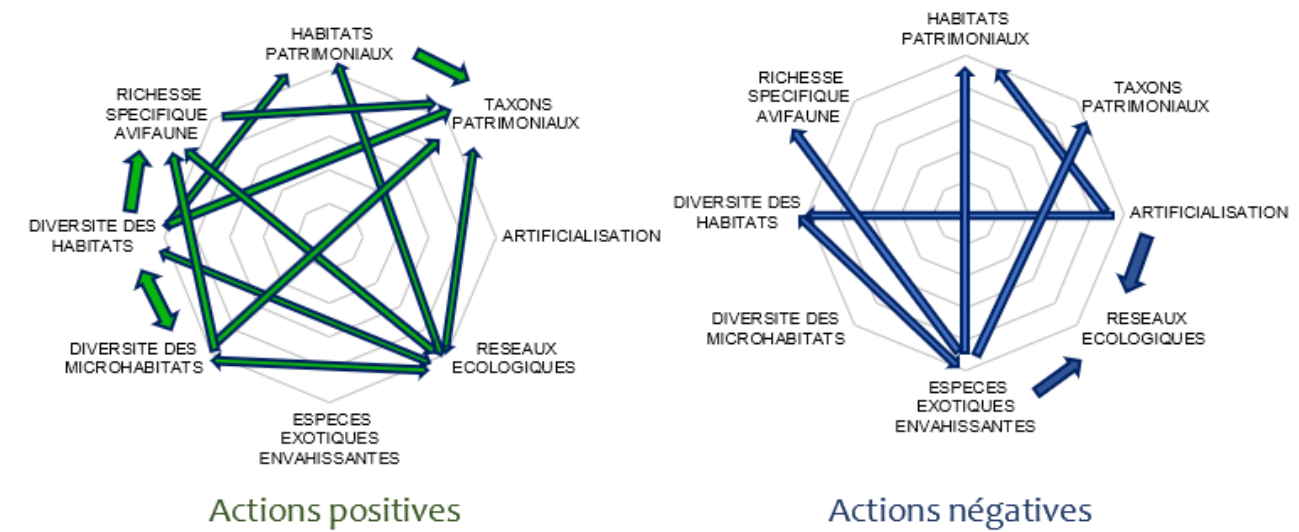 HABITATS
PATRIMONIAUX
RICHESSE
SPECIFIQUE
AVIFAUNE
TAXONS
PATRIMONIAUX
DIVERSITE DES
HABITATS
ARTIFICIALISATION
DIVERSITE DES
MICROHABITATS
RESEAUX
ECOLOGIQUES
ESPECES
EXOTIQUES
ENVAHISSANTES
Actions positives
HABITATS
PATRIMONIAUX
RICHESSE
SPECIFIQUE
AVIFAUNE
TAXONS
PATRIMONIAUX
DIVERSITE DES
HABITATS
ARTIFICIALISATION
DIVERSITE DES
MICROHABITATS
RESEAUX
ECOLOGIQUES
ESPECES
EXOTIQUES
ENVAHISSANTES
Actions négatives